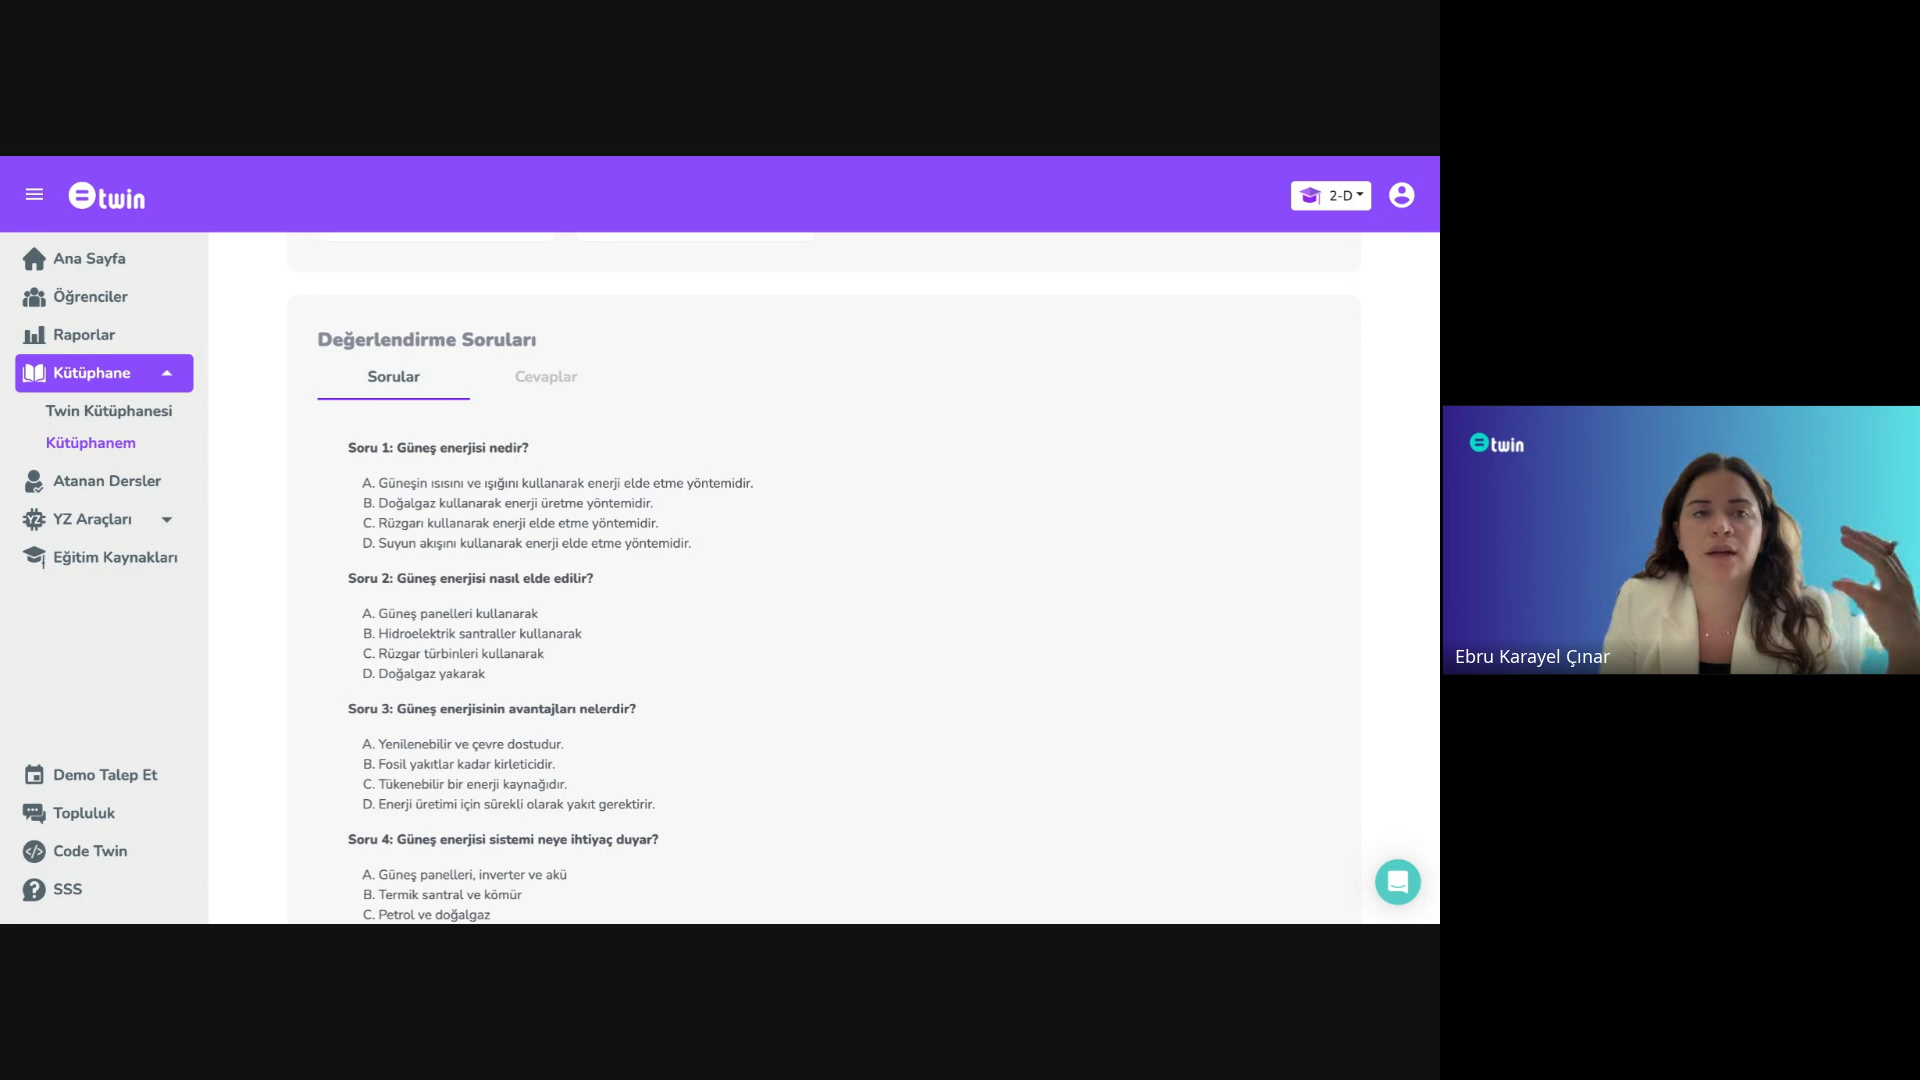 twin
2-D
Ana Sayfa
Öğrenciler
Raporlar
Kütüphane
Twin Kütüphanesi
Kütüphanem
Atanan Dersler
YZ Araçları
Eğitim Kaynakları
Demo Talep Et
Topluluk
Code Twin
SSS
Değerlendirme Soruları
Sorular Cevaplar
Soru 1: Güneş enerjisi nedir?
A. Güneşin ısısını ve ışığını kullanarak enerji elde etme yöntemidir.
B. Doğalgaz kullanarak enerji üretme yöntemidir.
C. Rüzgarı kullanarak enerji elde etme yöntemidir.
D. Suyun akışını kullanarak enerji elde etme yöntemidir.
Soru 2: Güneş enerjisi nasıl elde edilir?
A. Güneş panelleri kullanarak
B. Hidroelektrik santraller kullanarak
C. Rüzgar türbinleri kullanarak
D. Doğalgaz yakarak
Soru 3: Güneş enerjisinin avantajları nelerdir?
A. Yenilenebilir ve çevre dostudur.
B. Fosil yakıtlar kadar kirleticidir.
C. Tükenebilir bir enerji kaynağıdır.
D. Enerji üretimi için sürekli olarak yakıt gerektirir.
Soru 4: Güneş enerjisi sistemi neye ihtiyaç duyar?
A. Güneş panelleri, inverter ve akü
B. Termik santral ve kömür
C. Petrol ve doğalgaz
twin
Ebru Karayel Çınar